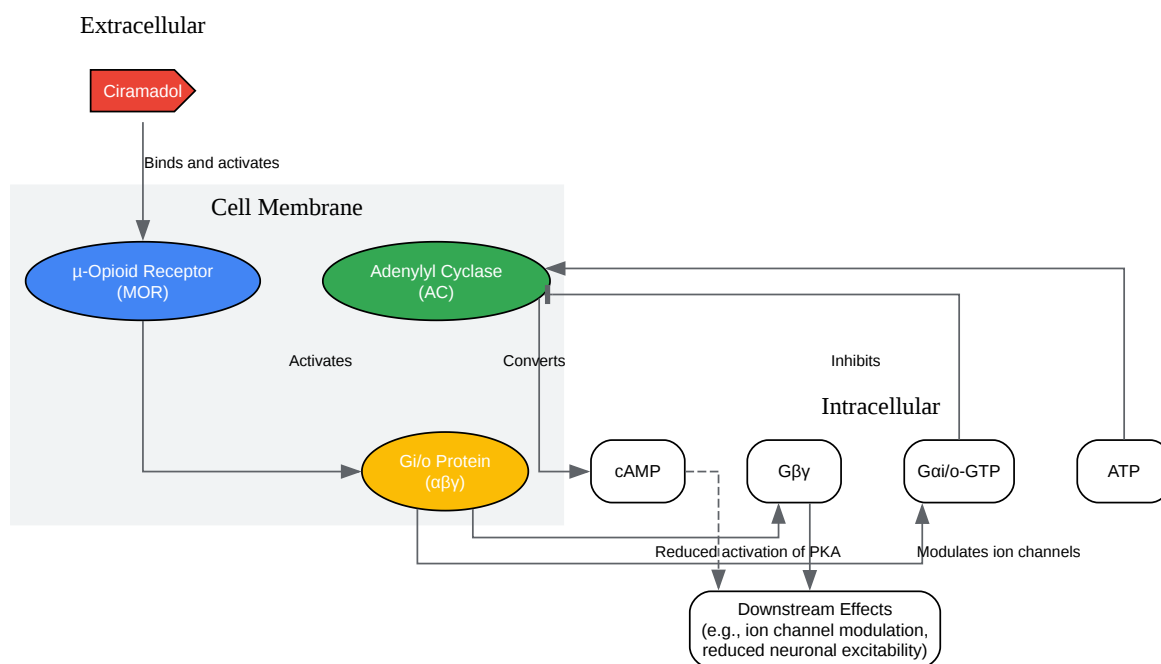 Extracellular
Ciramadol
Binds and activates
Cell Membrane
µ-Opioid Receptor
(MOR)
Adenylyl Cyclase
(AC)
Activates
Converts
Inhibits
Intracellular
Gi/o Protein
(αβγ)
cAMP
Gβγ
Gαi/o-GTP
ATP
Reduced activation of PKA
Modulates ion channels
Downstream Effects
(e.g., ion channel modulation,
reduced neuronal excitability)